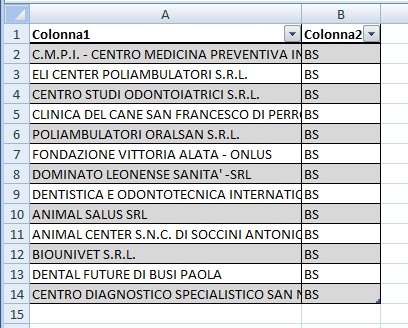 A B
1 Colonna1 Colonna2
2 C.M.P.I. - CENTRO MEDICINA PREVENTIVA IN BS
3 ELI CENTER POLIAMBULATORI S.R.L. BS
4 CENTRO STUDI ODONTOIATRICI S.R.L. BS
5 CLINICA DEL CANE SAN FRANCESCO DI PERRO BS
6 POLIAMBULATORI ORALSAN S.R.L. BS
7 FONDAZIONE VITTORIA ALATA - ONLUS BS
8 DOMINATO LEONENSE SANITA' -SRL BS
9 DENTISTICA E ODONTOTECNICA INTERNATIO BS
10 ANIMAL SALUS SRL BS
11 ANIMAL CENTER S.N.C. DI SOCCINI ANTONIO BS
12 BIOUNIVET S.R.L. BS
13 DENTAL FUTURE DI BUSI PAOLA BS
14 CENTRO DIAGNOSTICO SPECIALISTICO SAN N BS
15